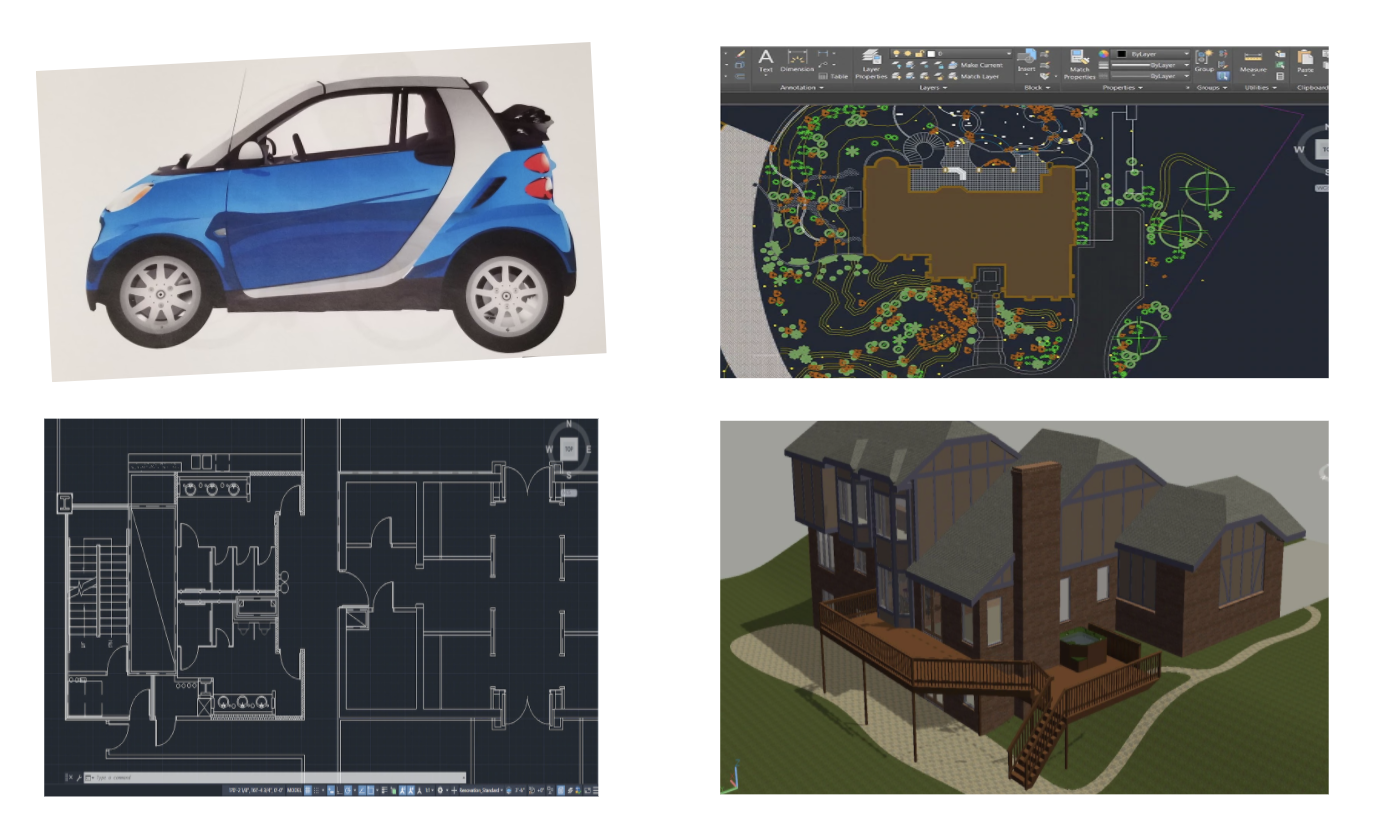 0
ByLayer
Text
Dimension
Layer
Properties
Make Current
Insert
Match
Properties
ByLayer
Group
Measure
Paste
Table
Match Layer
ByLayer
Annotation
Layers
Block
Properties
Groups
Utilities
Clipboard
W
N
W TOP E
S
Type a command
MODEL